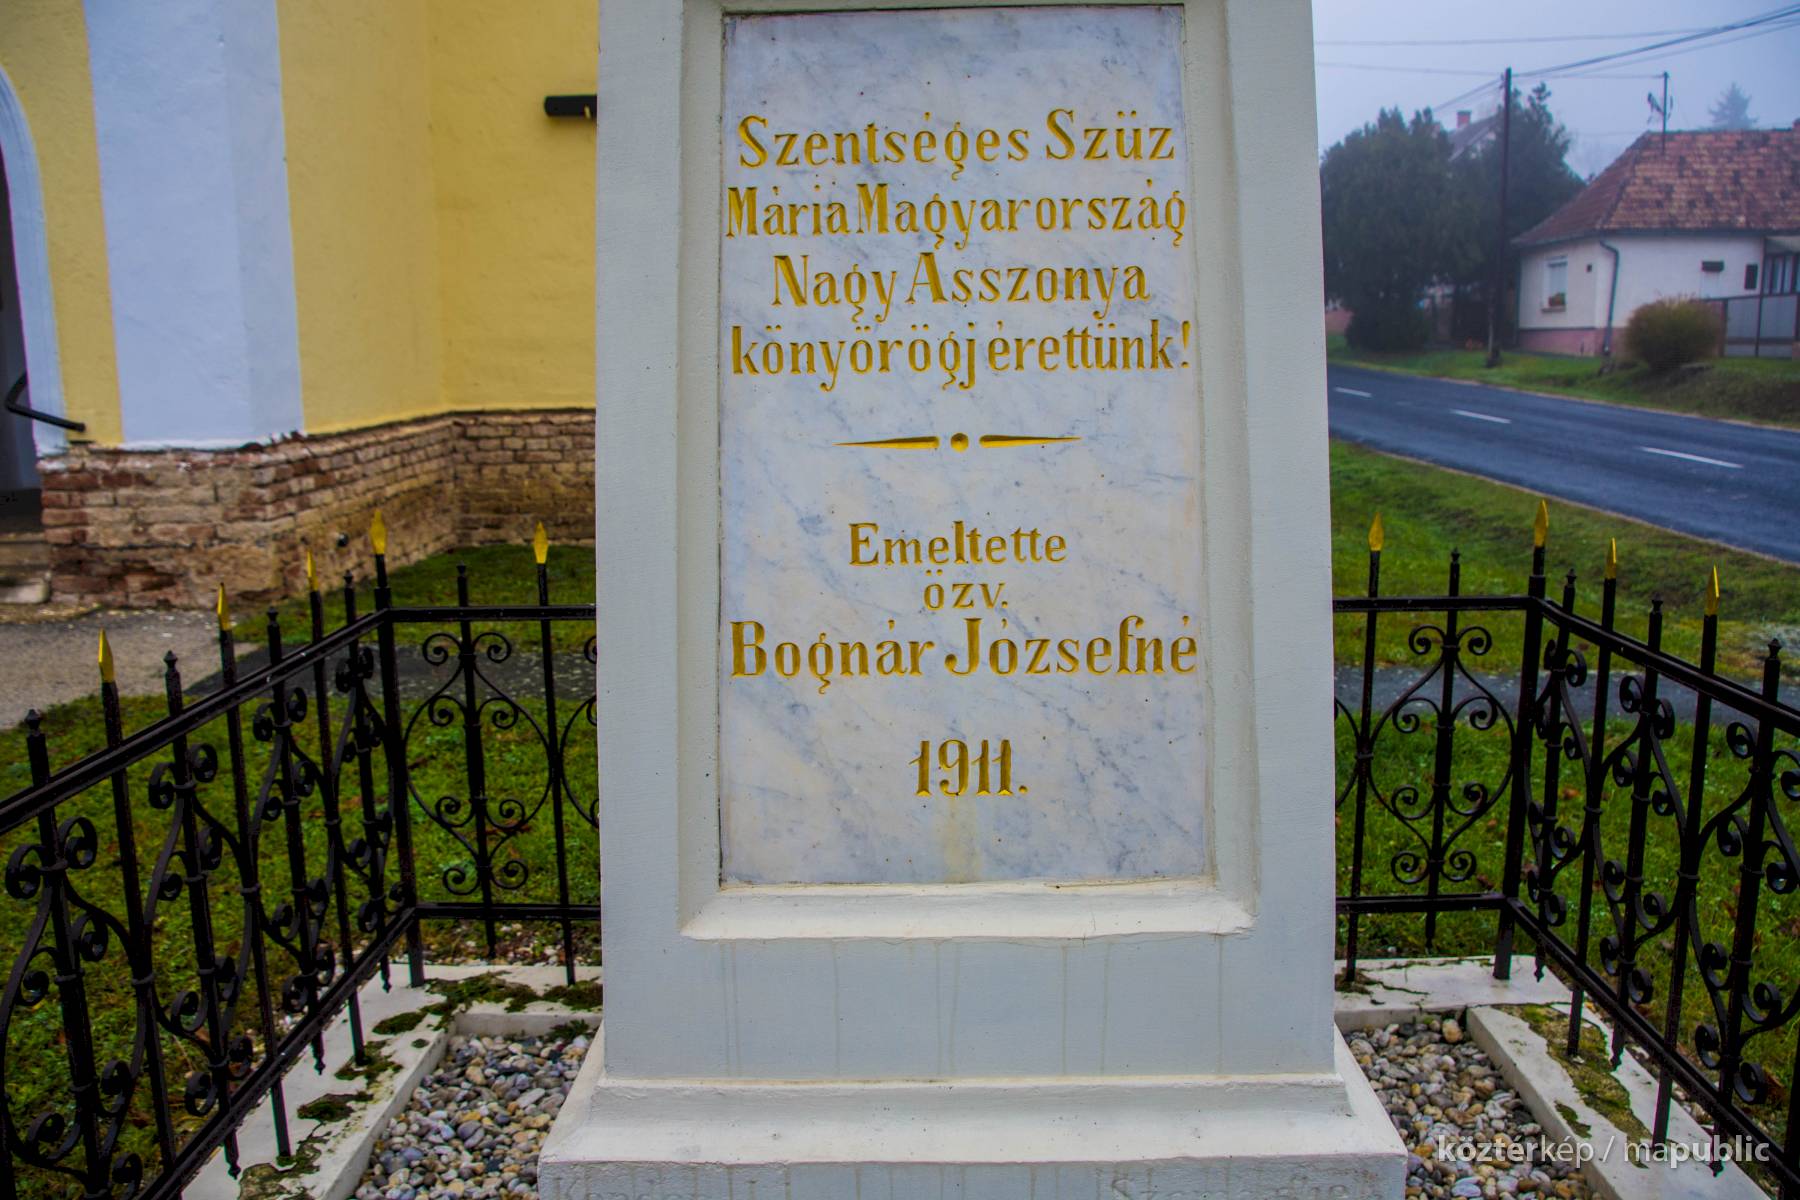 Szentséges Szüz
Mária Magyarország
Nagy Asszonya
könyörögj érettünk!
Emeltette
özv.
Bognár Józsefné
1911.
köztérkép / mapublic